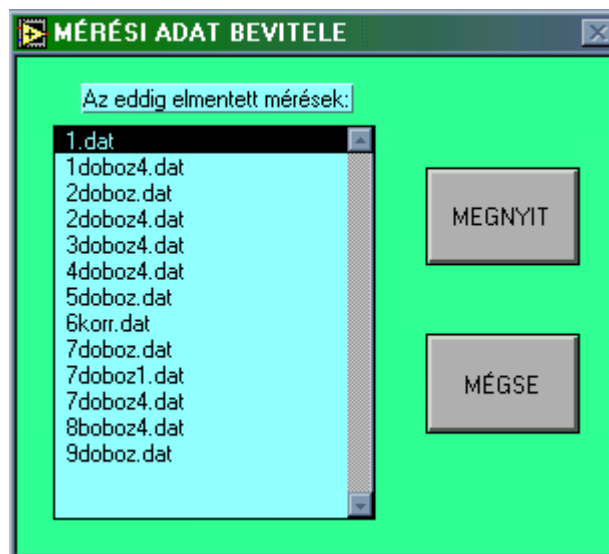 MÉRÉSI ADAT BEVITELE
Az eddig elmentett mérések:
1.dat
1doboz4.dat
2doboz.dat
2doboz4.dat
3doboz4.dat
4doboz4.dat
5doboz.dat
6korr.dat
7doboz.dat
7doboz1.dat
7doboz4.dat
8boboz4.dat
9doboz.dat
MEGNYIT
MÉGSE